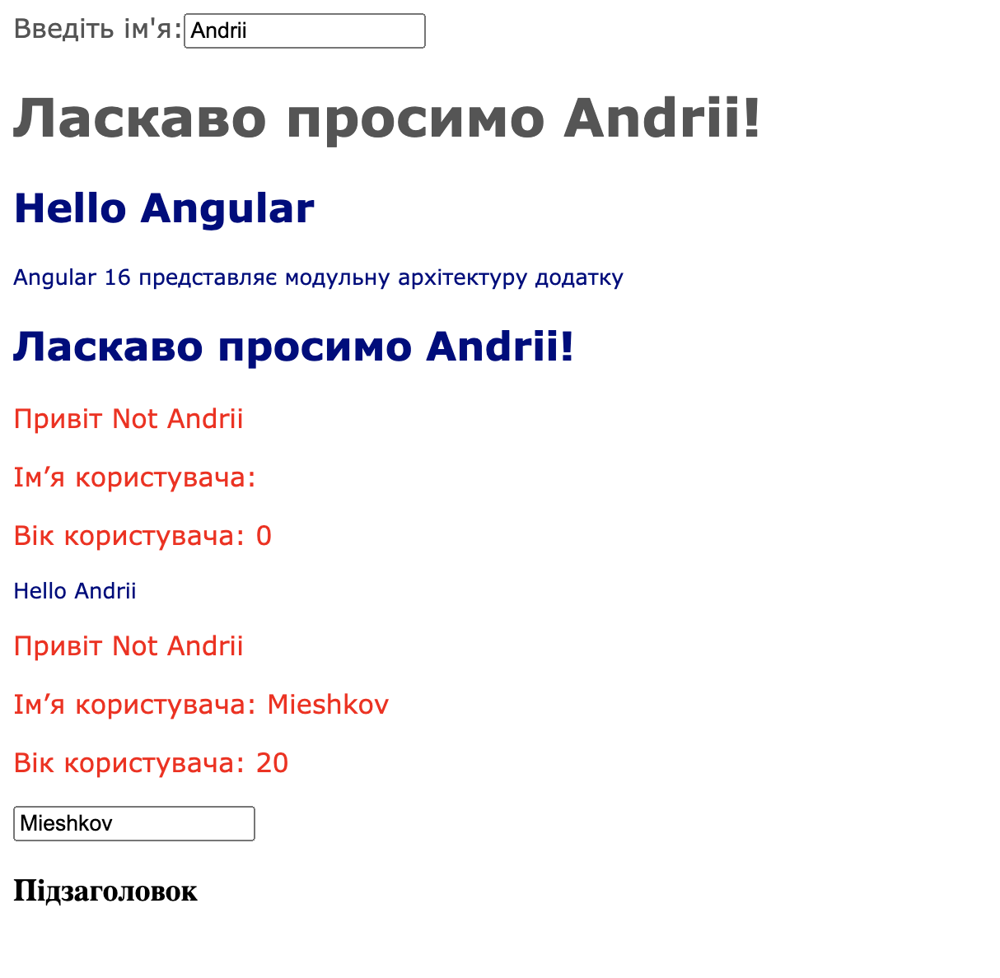 Введіть ім'я: Andrii
Ласкаво просимо Andrii!
Hello Angular
Angular 16 представляє модульну архітектуру додатку
Ласкаво просимо Andrii!
Привіт Not Andrii
Ім’я користувача:
Вік користувача: 0
Hello Andrii
Привіт Not Andrii
Ім’я користувача: Mieshkov
Вік користувача: 20
Mieshkov
Підзаголовок